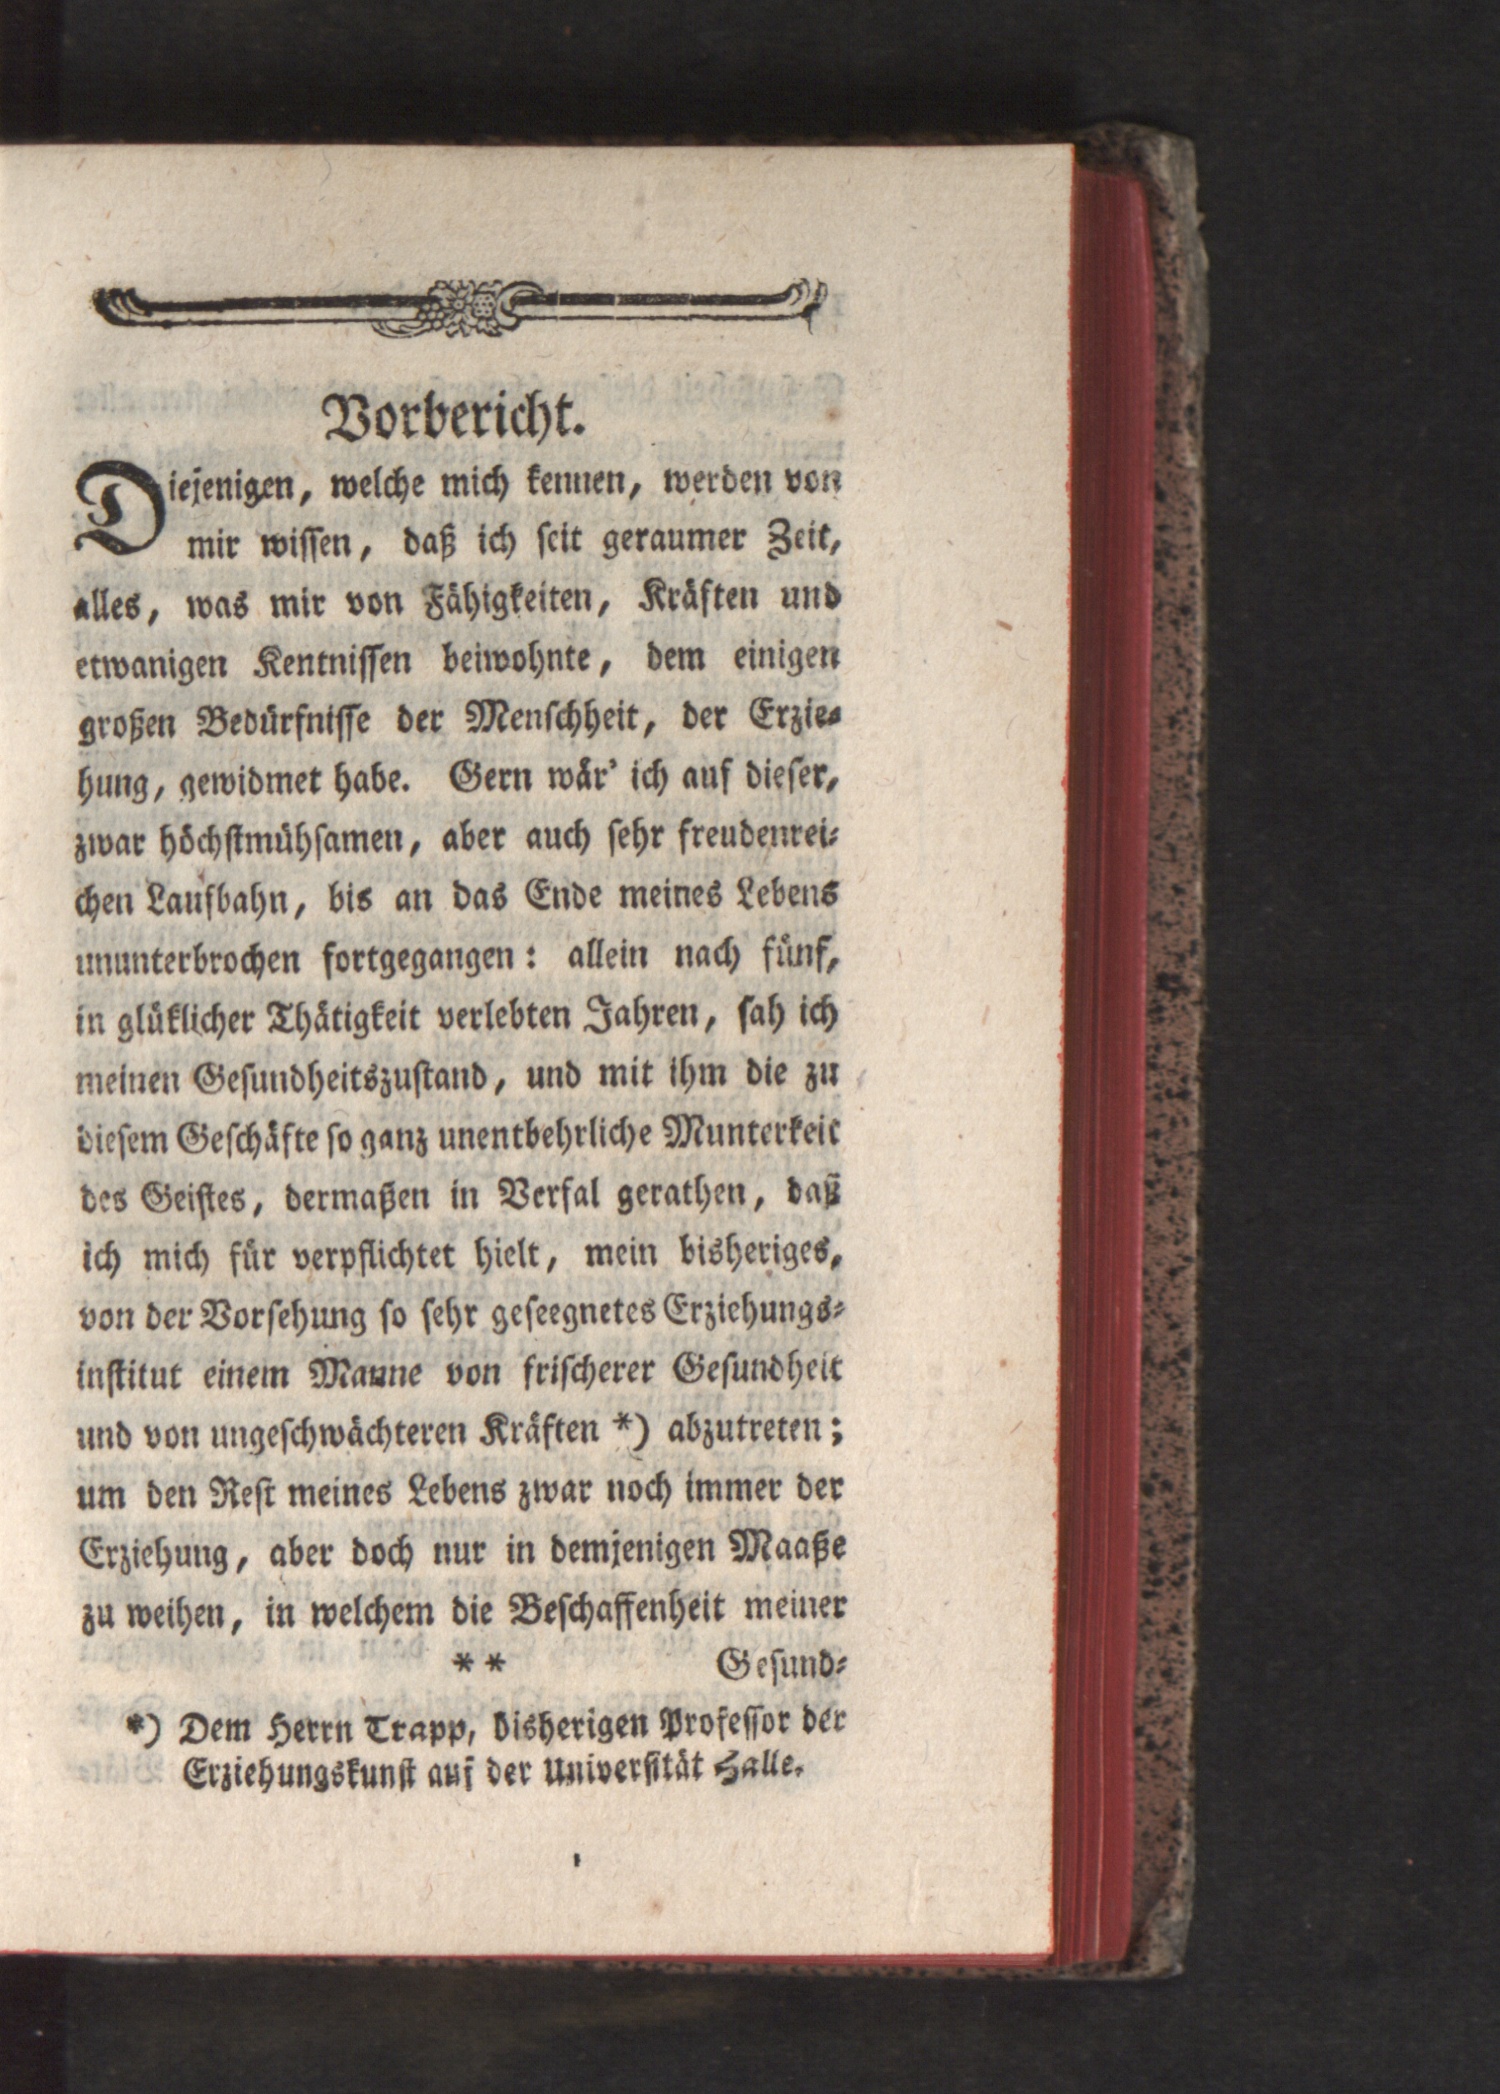 Vorbericht.
Diejenigen, welche mich kennen, werden von
mir wissen, daß ich seit geraumer Zeit,
alles, was mir von Fähigkeiten, Kräften und
etwanigen Kentnissen beiwohnte, dem einigen
großen Bedürfnisse der Menschheit, der Erzie-
hung, gewidmet habe. Gern wär' ich auf dieser,
zwar höchstmühsamen, aber auch sehr freudenrei-
chen Laufbahn, bis an das Ende meines Lebens
ununterbrochen fortgegangen: allein nach fünf,
in glüklicher Thätigkeit verlebten Jahren, sah ich
meinen Gesundheitszustand, und mit ihm die zu
diesem Geschäfte so ganz unentbehrliche Munterkeit
des Geistes, dermaßen in Verfal gerathen, daß
ich mich für verpflichtet hielt, mein bisheriges,
von der Vorsehung so sehr geseegnetes Erziehungs-
institut einem Manne von frischerer Gesundheit
und von ungeschwächteren Kräften *) abzutreten;
um den Rest meines Lebens zwar noch immer der
Erziehung, aber doch nur in demjenigen Maaße
zu weihen, in welchem die Beschaffenheit meiner
** Gesund-
*) Dem Herrn Trapp, bisherigen Professor der
Erziehungskunst auf der Universität Halle.